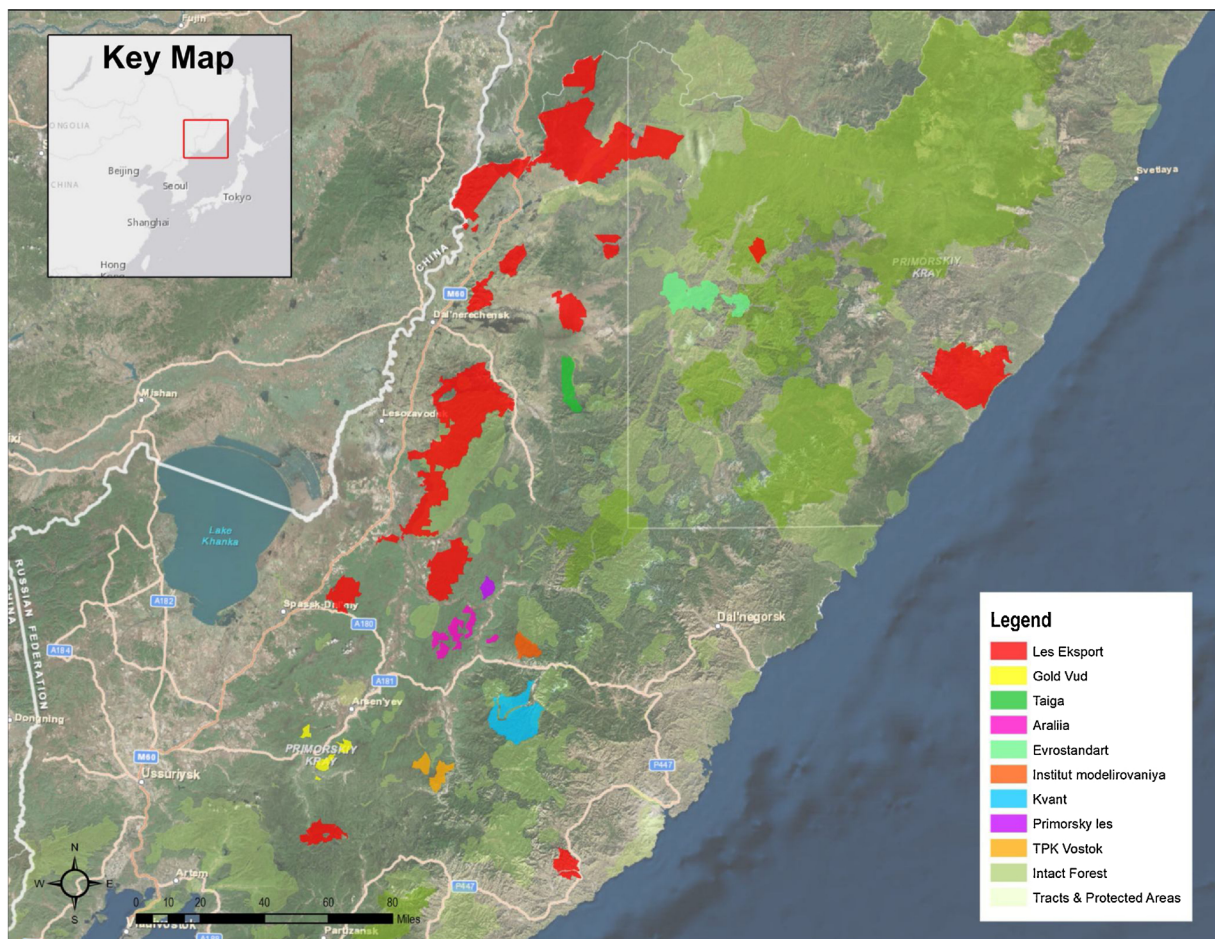 Fujin
Key Map
ONGOLIA
Beijing
CHINA
Seoul
Tokyo
Shanghai
Hong
Svetlaya
CHINA
PRIMORSKIY
KRAY
M60
Dal'nerechensk
Mishan
Lesozavodsk
ixi
Lake
Khanka
RUSSIAN FEDERATION
CHINA
A182
Spassk-Dal'niy
A180
Dal'negorsk
A184
A181
Arsen'yev
Dongning
PRIMORSKIY
KRAY
M60
Ussuriysk
P447
Legend
Les Eksport
Gold Vud
Taiga
Araliia
Evrostandart
Institut modelirovaniya
Kvant
Primorsky les
TPK Vostok
Intact Forest
Tracts & Protected Areas
N
W E
S
Artem
P447
0 10 20 40 60 80
Miles
Vladivostok
Partizansk